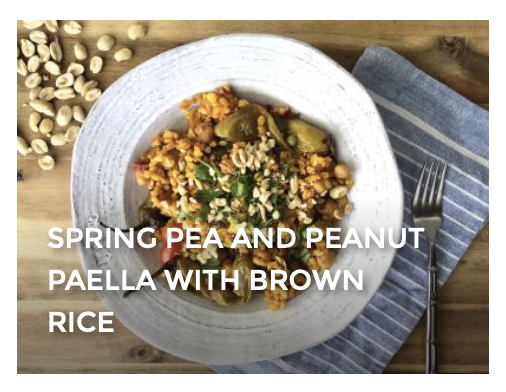 SPRING PEA AND PEANUT
PAELLA WITH BROWN
RICE